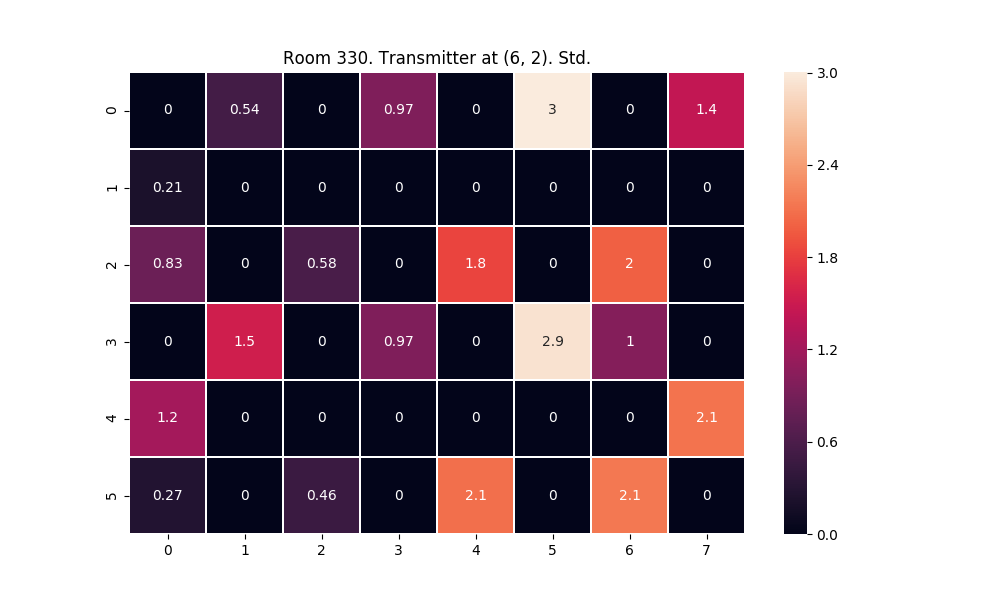 Room 330. Transmitter at (6, 2). Std.
0 0 0.54 0 0.97 0 3 0 1.4
1 0.21 0 0 0 0 0 0 0
2 0.83 0 0.58 0 1.8 0 2 0
3 0 1.5 0 0.97 0 2.9 1 0
4 1.2 0 0 0 0 0 0 2.1
5 0.27 0 0.46 0 2.1 0 2.1 0
0 1 2 3 4 5 6 7
3.0
2.4
1.8
1.2
0.6
0.0